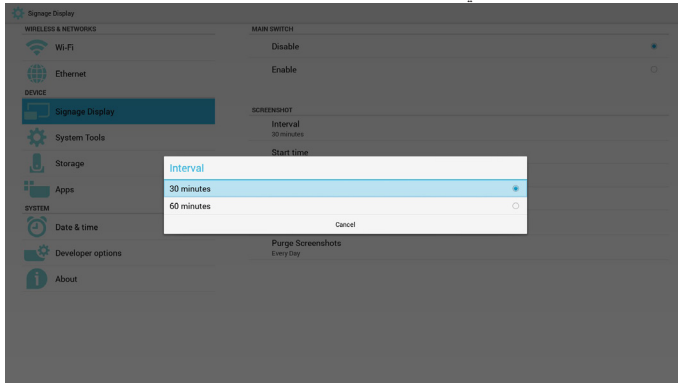 Signage Display
WIRELESS & NETWORKS
Wi-Fi
Ethernet
DEVICE
Signage Display
System Tools
Storage
Apps
SYSTEM
Date & time
Developer options
About
MAIN SWITCH
Disable
Enable
SCREENSHOT
Interval
30 minutes
Start time
Interval
30 minutes
60 minutes
Cancel
Purge Screenshots
Every Day